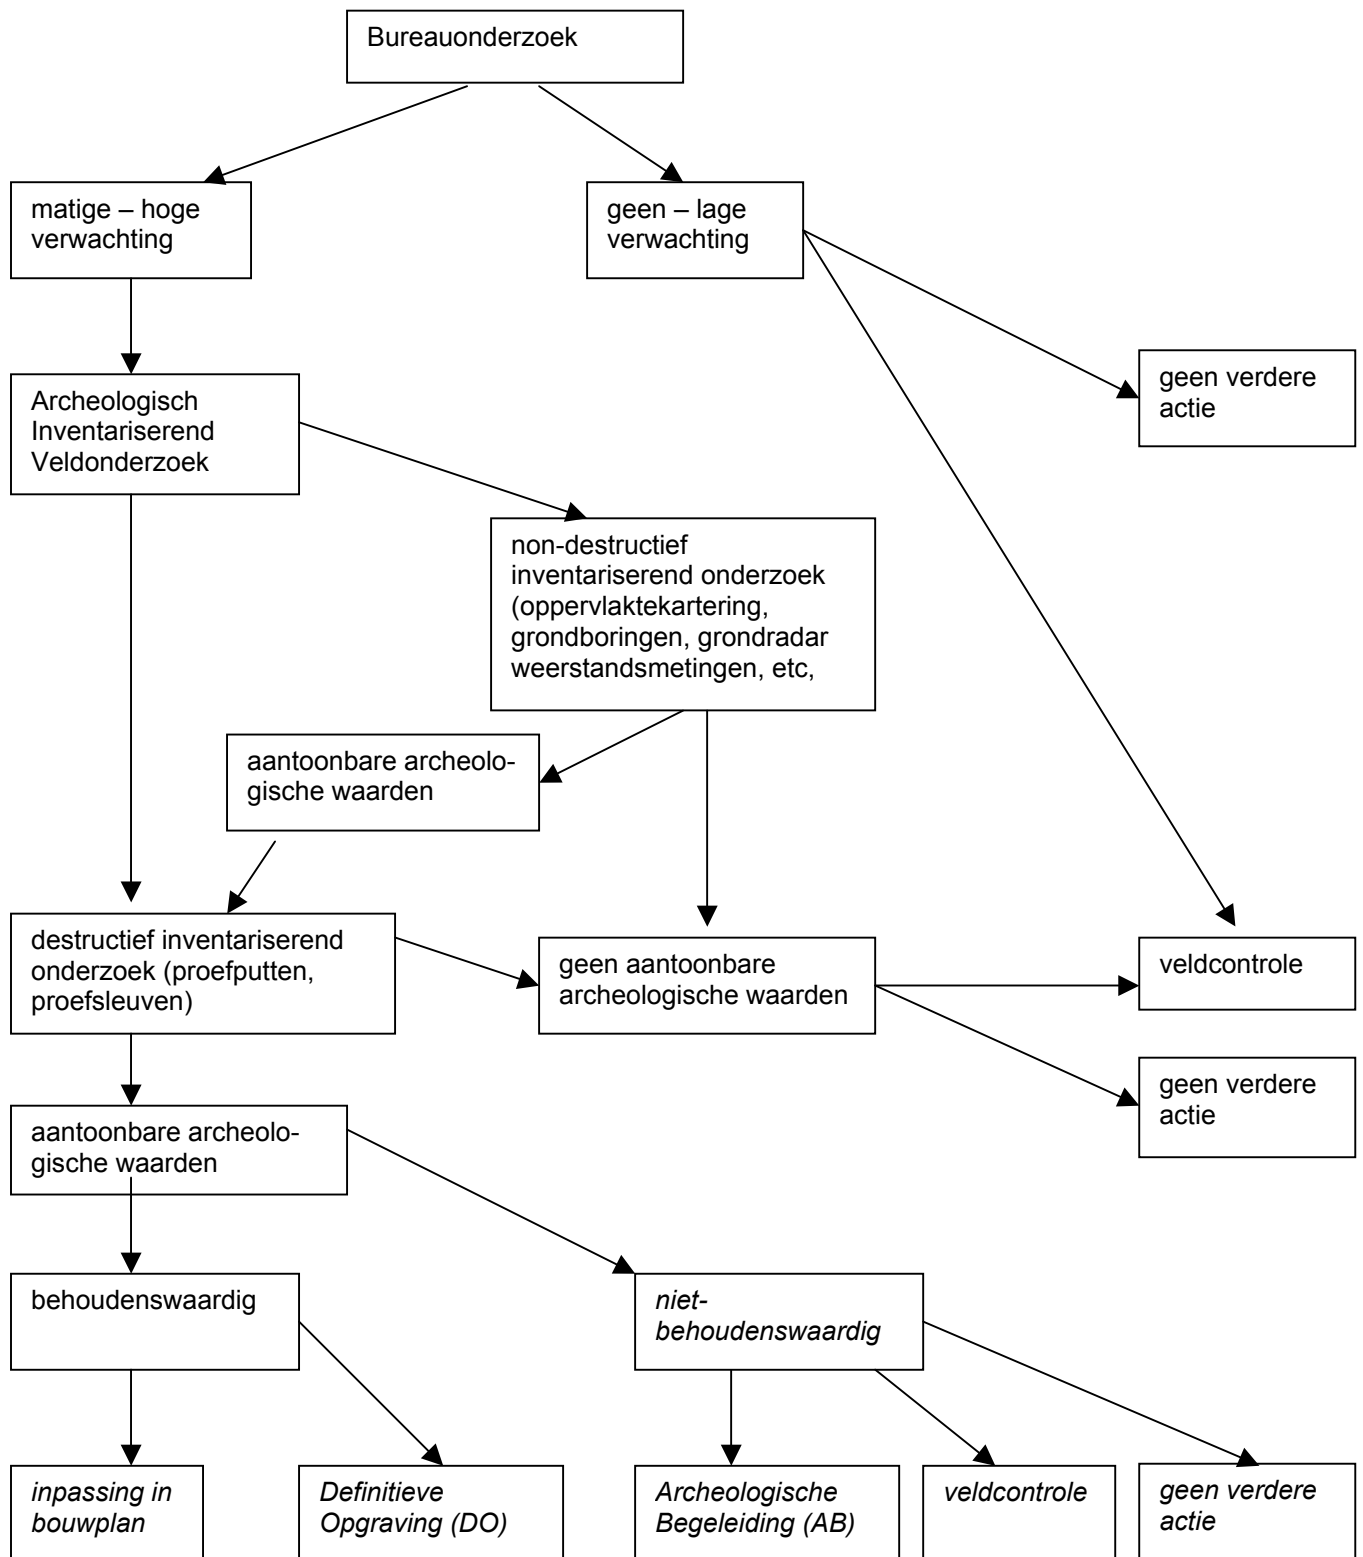 Bureauonderzoek
matige – hoge
verwachting
geen – lage
verwachting
geen verdere
actie
Archeologisch
Inventariserend
Veldonderzoek
non-destructief
inventariserend onderzoek
(oppervlaktekartering,
grondboringen, grondradar
weerstandsmetingen, etc,
aantoonbare archeolo-
gische waarden
destructief inventariserend
onderzoek (proefputten,
proefsleuven)
geen aantoonbare
archeologische waarden
veldcontrole
geen verdere
actie
aantoonbare archeolo-
gische waarden
behoudenswaardig
niet-
behoudenswaardig
inpassing in
bouwplan
Definitieve
Opgraving (DO)
Archeologische
Begeleiding (AB)
veldcontrole
geen verdere
actie